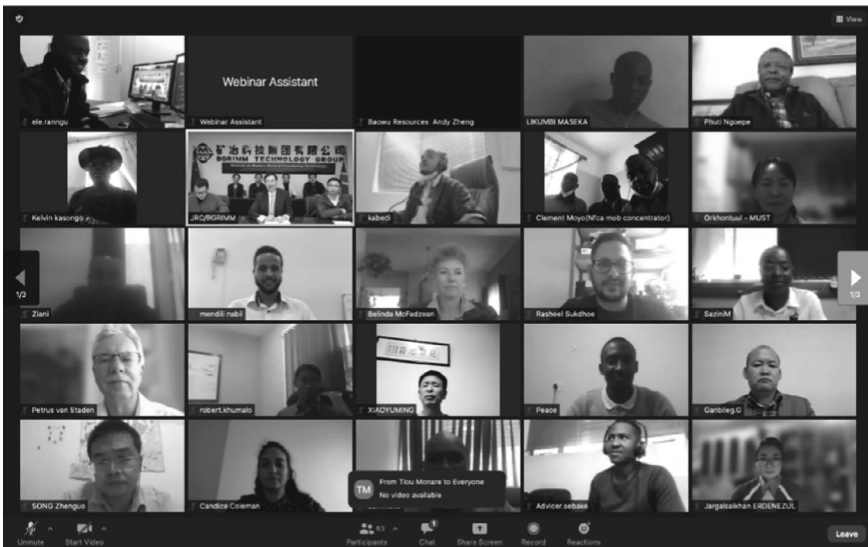 View
ele.ranngu
Webinar Assistant
Webinar Assistant
Baowu Resources Andy Zheng
LIKUMBI MASEKA
Phuti Ngoepe
Kelvin kasongo
矿冶科技集团有限公司
BGRIMM TECHNOLOGY GROUP
JRC/BGRIMM
kabedi
Clement Moyo(Nfca mob concentrator)
Orkhontuul - MUST
1/3
1/3
Ziani
mendili nabil
Belinda McFadzean
Rasheel Sukdhoe
SaziniM
Petrus van Staden
robert.khumalo
XIAOYUMING
Peace
Ganbileg.G
SONG Zhenguo
Candice Coleman
TM
From Tlou Monare to Everyone
No video available
Advicer.sebake
Jargalsaikhan ERDENEZUL
Unmute
Start Video
63
Participants
1
Chat
Share Screen
Record
Reactions
Leave